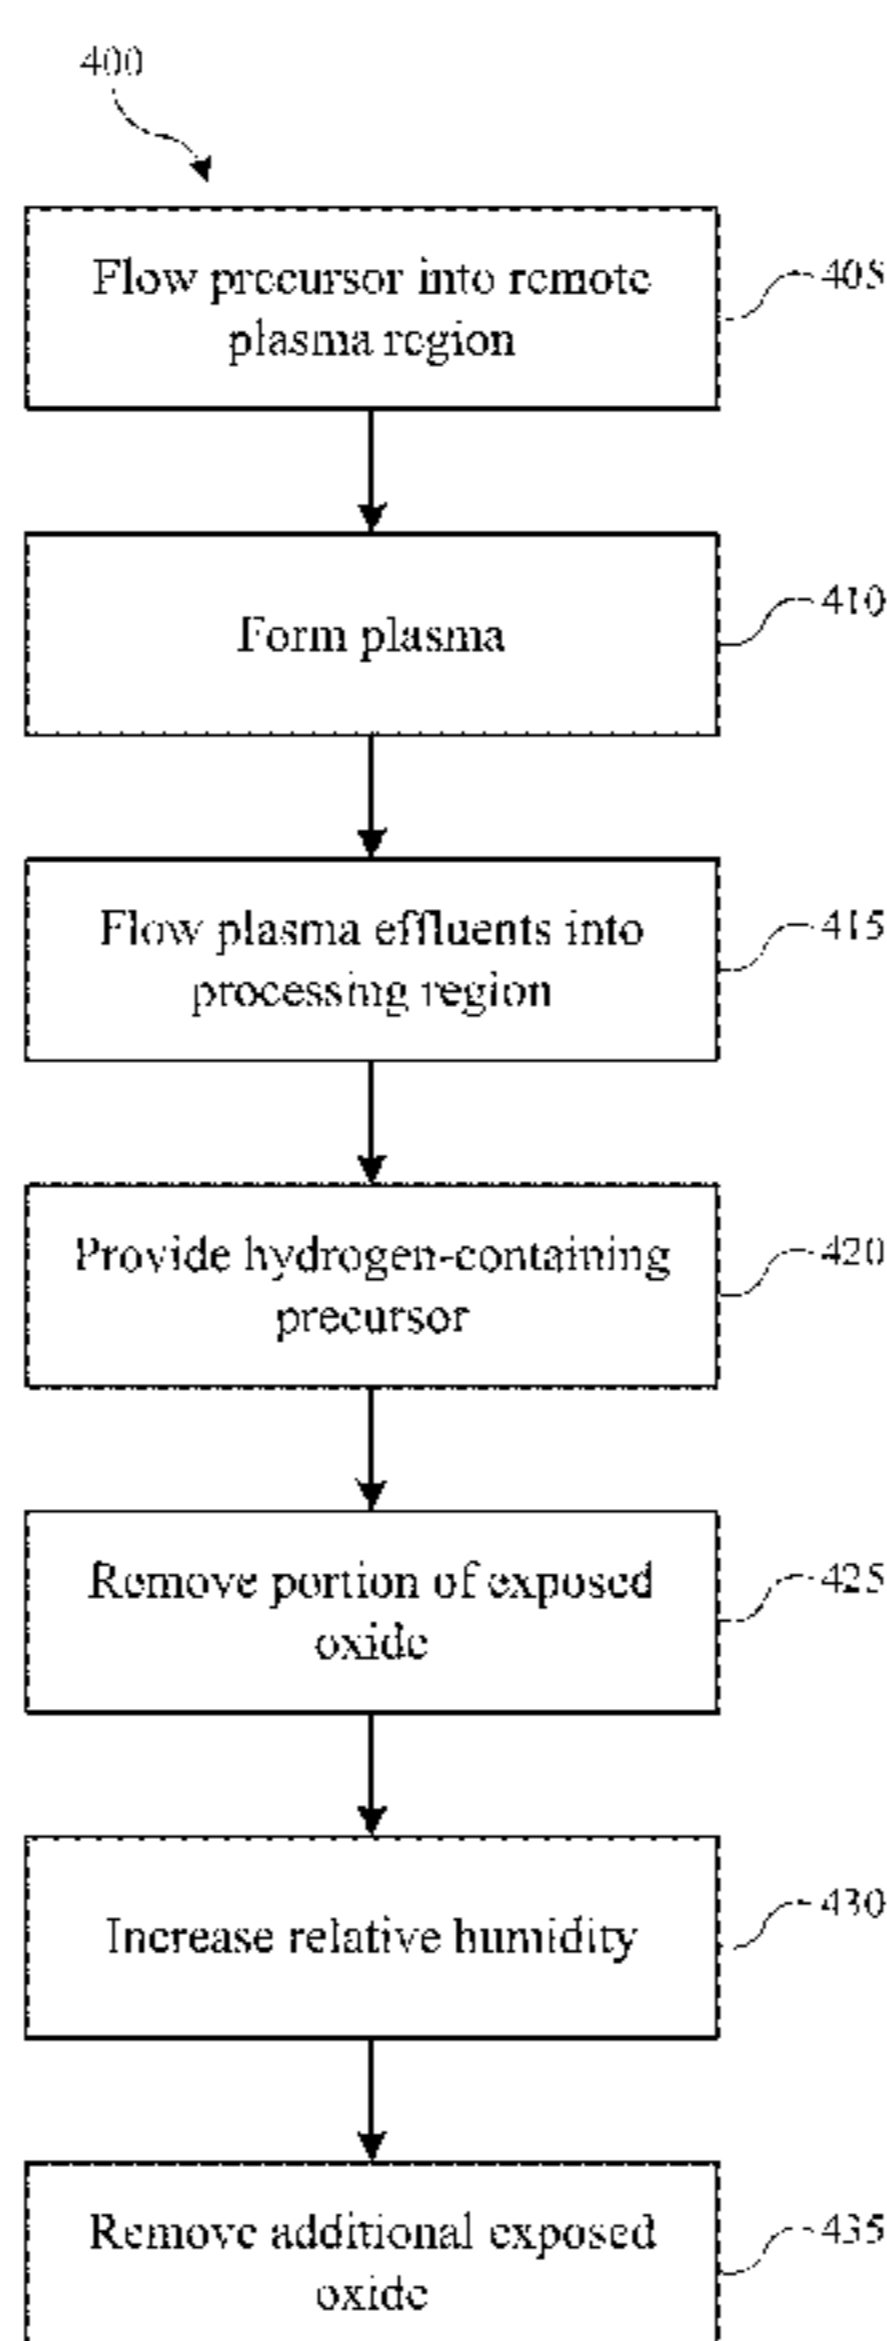 400
Flow precursor into remote
plasma region
405
Form plasma
410
Flow plasma effluents into
processing region
415
Provide hydrogen-containing
precursor
420
Remove portion of exposed
oxide
425
Increase relative humidity
430
Remove additional exposed
oxide
435